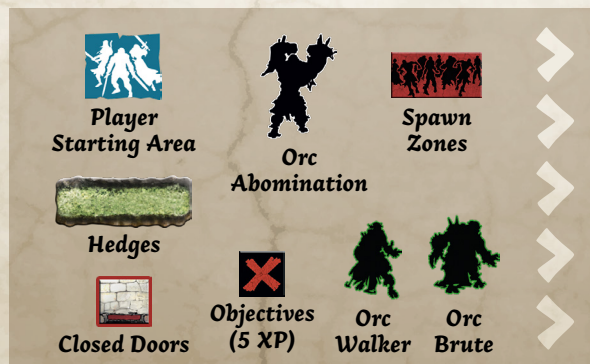 Player
Starting Area
Orc
Abomination
Spawn
Zones
Hedges
Closed Doors
Objectives
(5 XP)
Orc
Walker
Orc
Brute